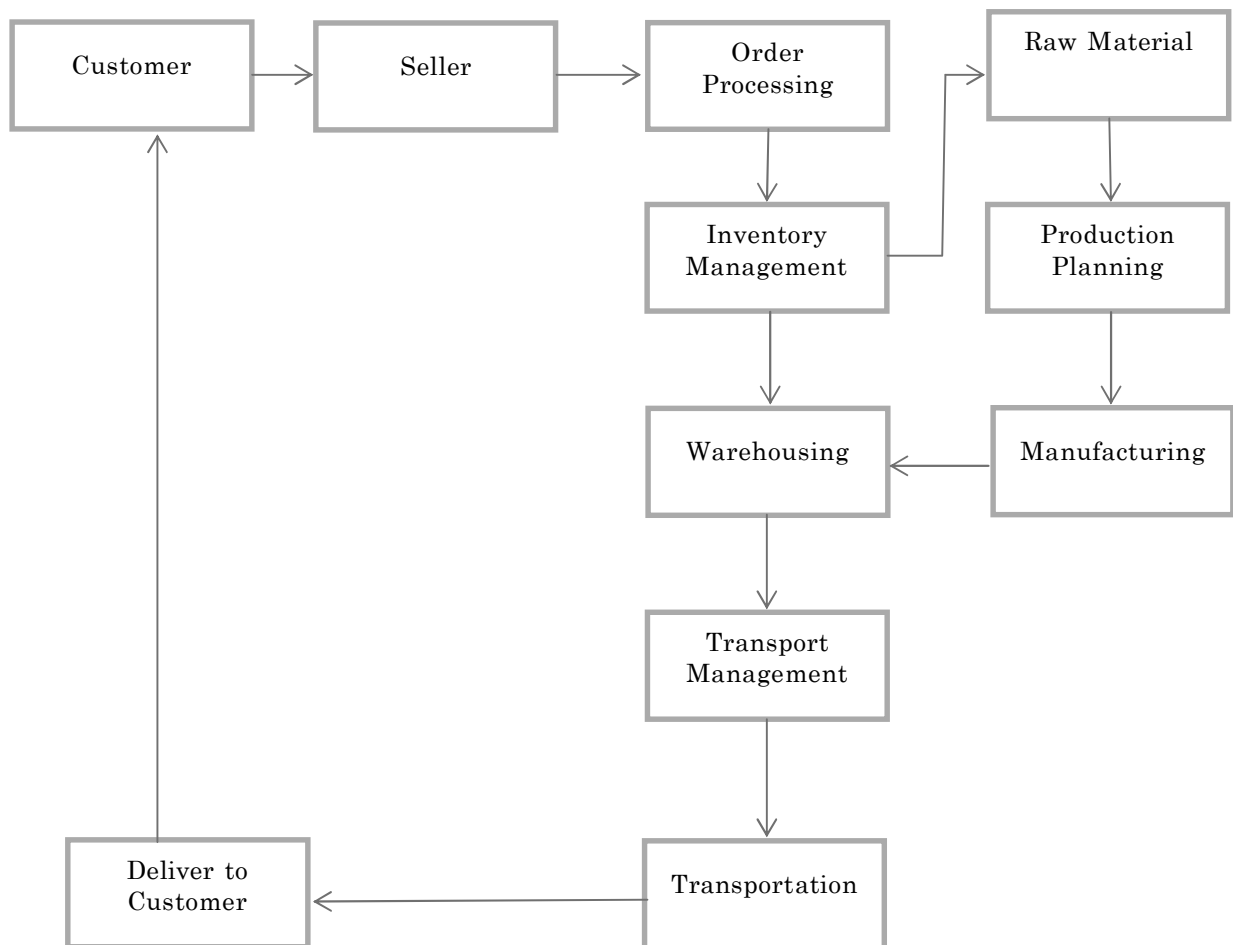 Customer
Seller
Order
Processing
Raw Material
Inventory
Management
Production
Planning
Warehousing
Manufacturing
Transport
Management
Deliver to
Customer
Transportation